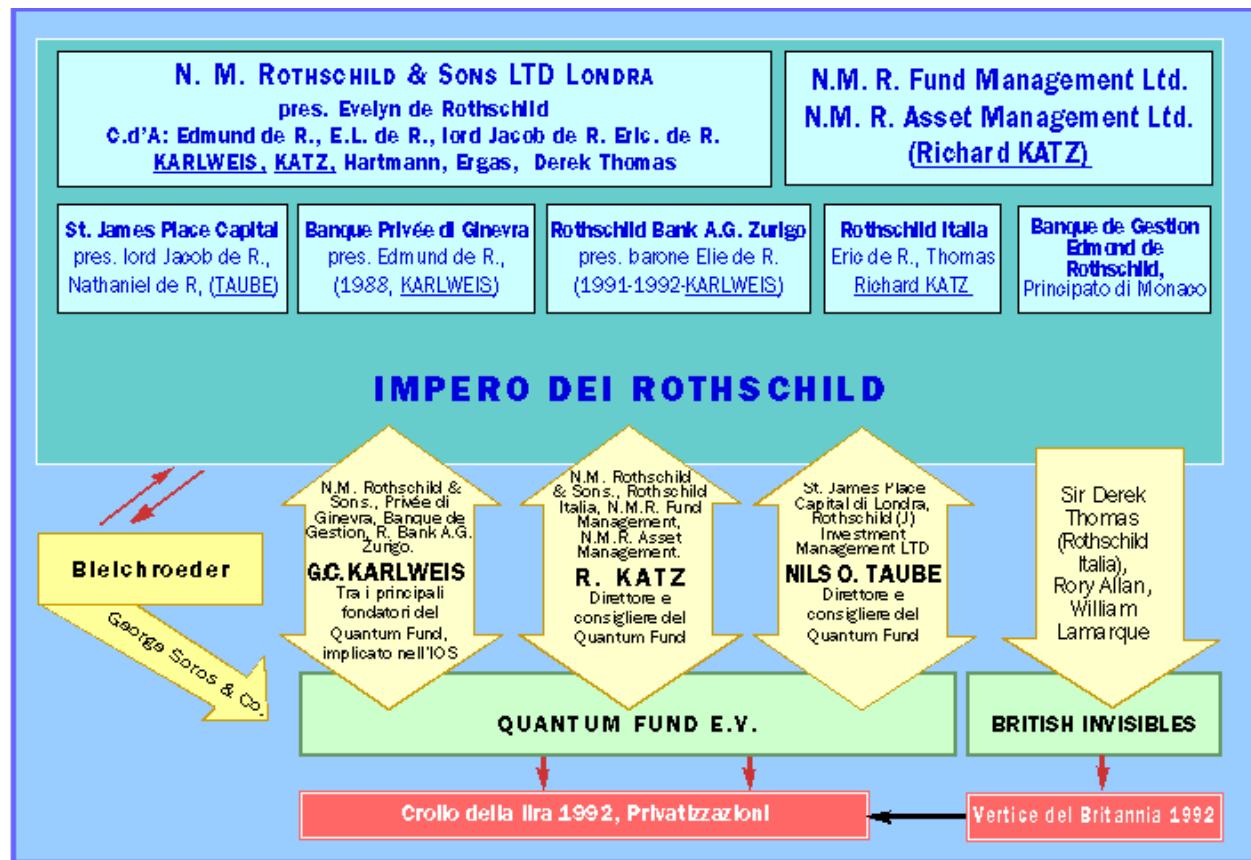 N. M. ROTHSCHILD & SONS LTD LONDRA
pres. Evelyn de Rothschild
C.d'A: Edmund de R., E.L. de R., lord Jacob de R. Eric. de R.
KARLWEIS, KATZ, Hartmann, Ergas, Derek Thomas
N.M. R. Fund Management Ltd.
N.M. R. Asset Management Ltd.
(Richard KATZ)
St. James Place Capital
pres. lord Jacob de R.,
Nathaniel de R, (TAUBE)
Banque Privée di Ginevra
pres. Edmund de R.,
(1988, KARLWEIS)
Rothschild Bank A.G. Zurigo
pres. barone Elie de R.
(1991-1992-KARLWEIS)
Rothschild Italia
Eric de R., Thomas
Richard KATZ
Banque de Gestion
Edmund de
Rothschild,
Principato di Monaco
IMPERO DEI ROTHSCHILD
N.M. Rothschild &
Sons., Privée di
Ginevra, Banque de
Gestion, R. Bank A.G.
Zurigo.
G.C. KARLWEIS
Tra i principali
fondatori del
Quantum Fund,
implicato nell'IOS
N.M. Rothschild
& Sons., Rothschild
Italia, N.M.R. Fund
Management,
N.M.R. Asset
Management.
R. KATZ
Direttore e
consigliere del
Quantum Fund
St. James Place
Capital di Londra,
Rothschild (J)
Investment
Management LTD
NILS O. TAUBE
Direttore e
consigliere del
Quantum Fund
Sir Derek
Thomas
(Rothschild
Italia),
Rory Allan,
William
Lamarque
Bleichroeder
George Soros & Co.
QUANTUM FUND E.V.
BRITISH INVISIBLES
Crollo della lira 1992, Privatizzazioni
Vertice del Britannia 1992